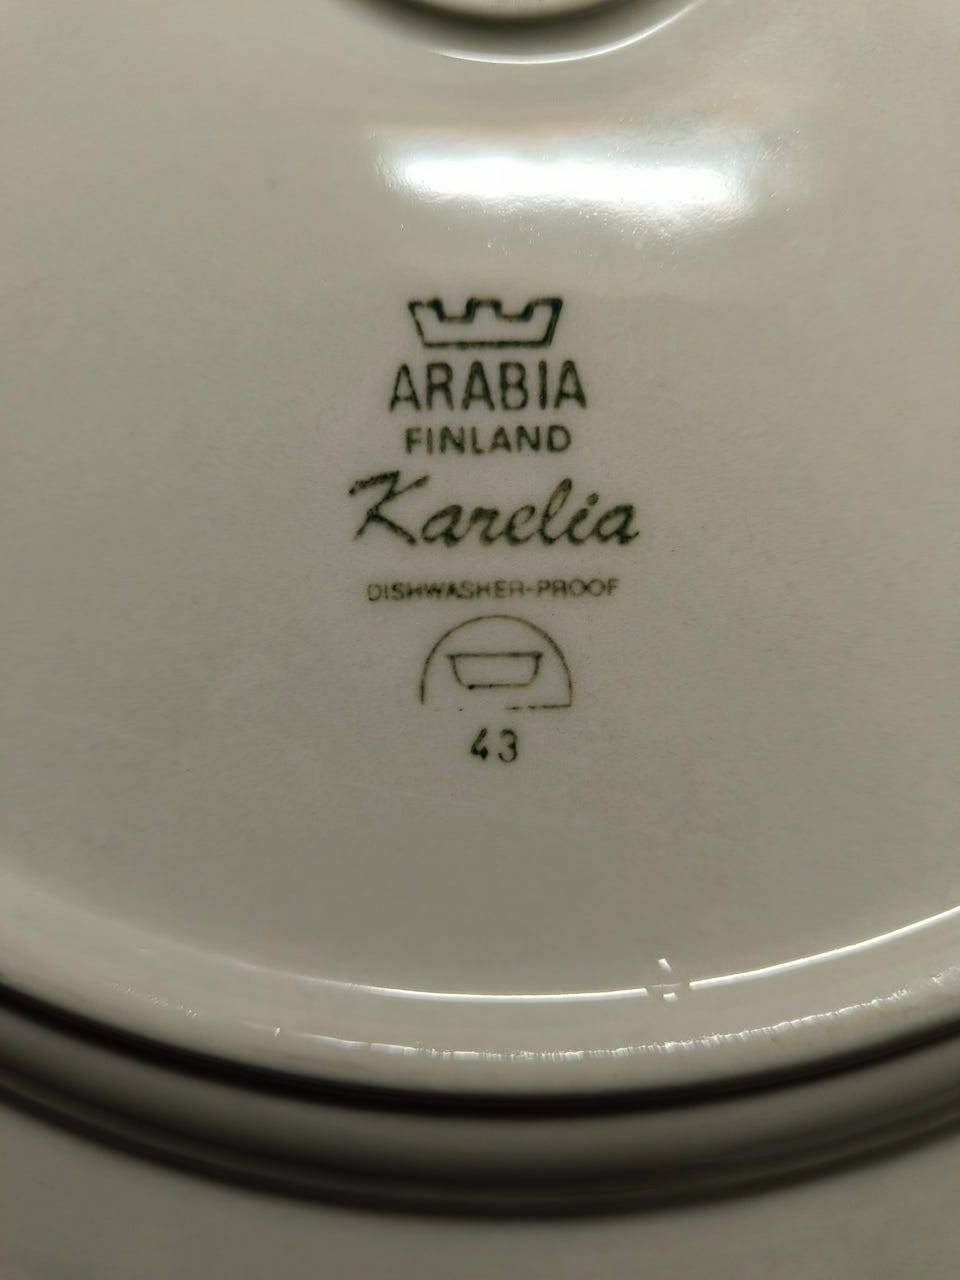 ARABIA
FINLAND
Karelia
DISHWASHER-PROOF
43